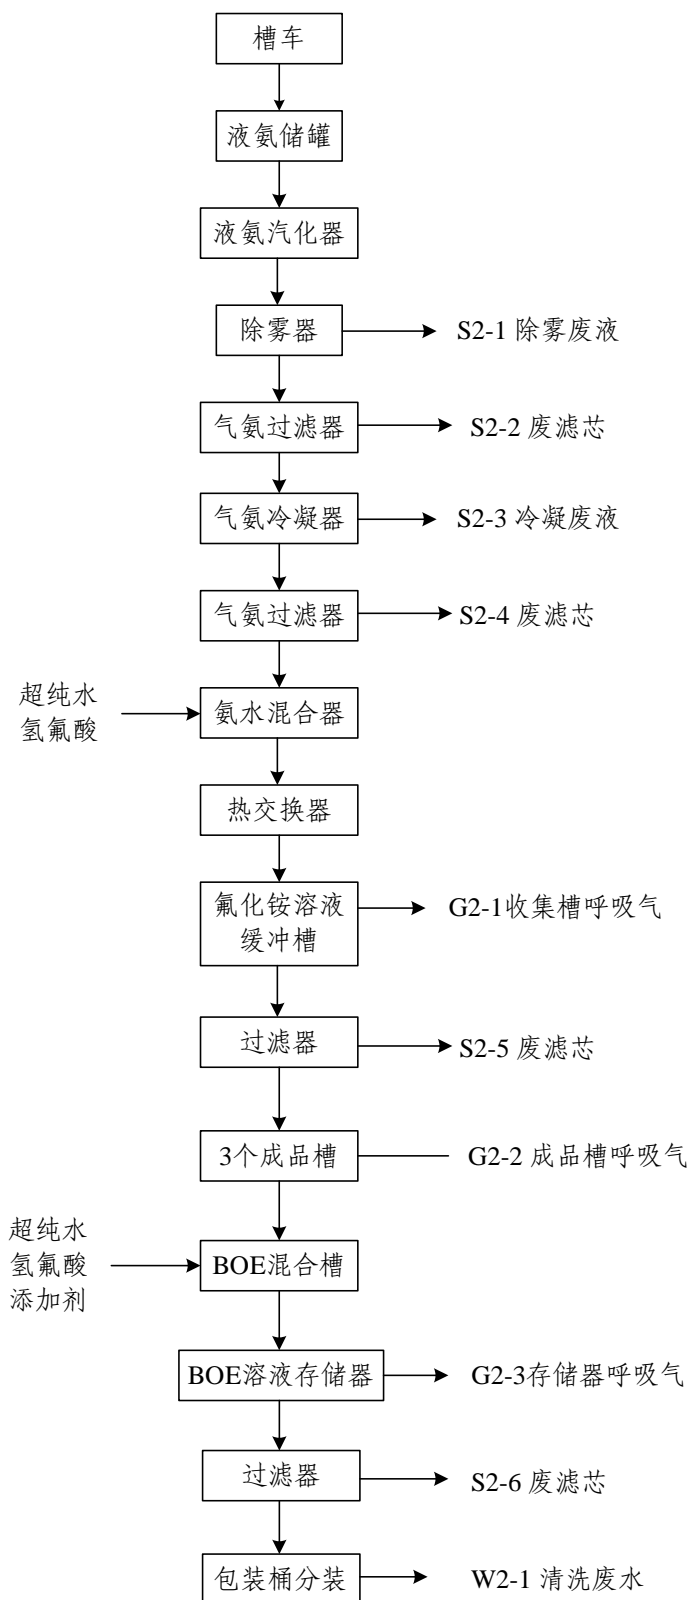 槽车
液氨储罐
液氨汽化器
除雾器
S2-1 除雾废液
气氨过滤器
S2-2 废滤芯
气氨冷凝器
S2-3 冷凝废液
气氨过滤器
S2-4 废滤芯
超纯水
氢氟酸
氨水混合器
热交换器
氟化铵溶液
缓冲槽
G2-1收集槽呼吸气
过滤器
S2-5 废滤芯
3个成品槽
G2-2 成品槽呼吸气
超纯水
氢氟酸
添加剂
BOE混合槽
BOE溶液存储器
G2-3存储器呼吸气
过滤器
S2-6 废滤芯
包装桶分装
W2-1 清洗废水